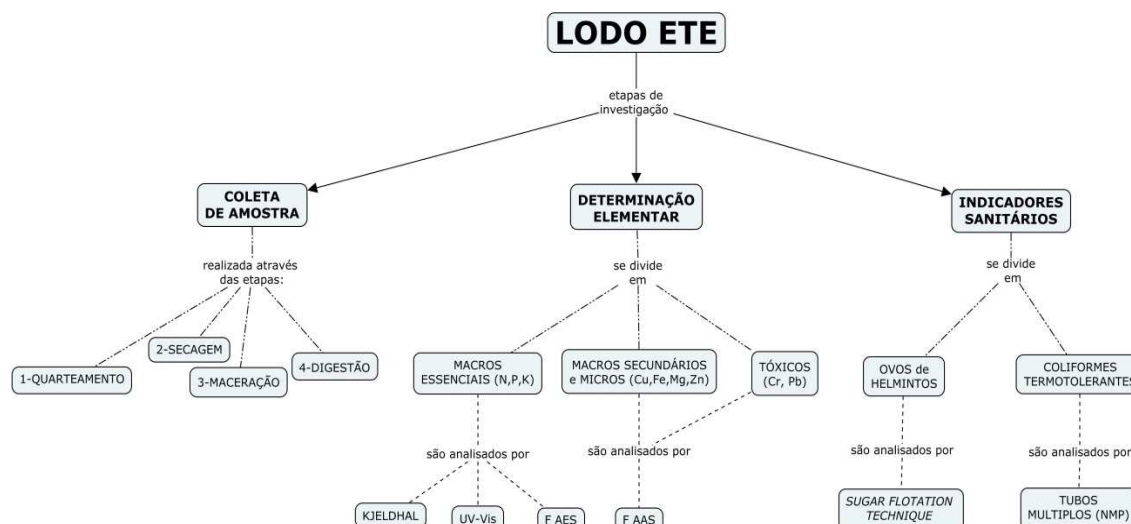 LODO ETE
etapas de
investigação
COLETA
DE AMOSTRA
DETERMINAÇÃO
ELEMENTAR
INDICADORES
SANITÁRIOS
realizada através
das etapas:
se divide
em
se divide
em
1-QUARTEAMENTO
2-SECAGEM
3-MACERAÇÃO
4-DIGESTÃO
MACROS
ESSENCIAIS (N,P,K)
MACROS SECUNDÁRIOS
e MICROS (Cu,Fe,Mg,Zn)
TÓXICOS
(Cr, Pb)
OVOS de
HELMINTOS
COLIFORMES
TERMOTOLERANTES
são analisados por
são analisados por
são analisados por
são analisados por
KJELDHAL
UV-Vis
F AES
F AAS
SUGAR FLOTATION
TECHNIQUE
TUBOS
MULTIPLOS (NMP)